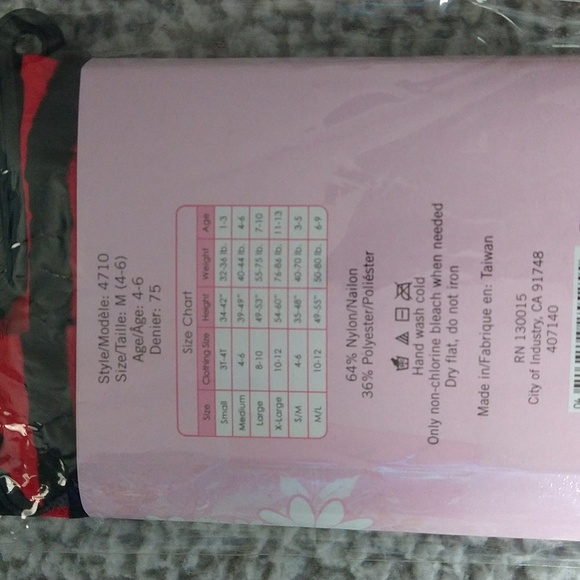 Style/Modèle: 4710
Size/Taille: M (4-6)
Age/Âge: 4-6
Denier: 75
Size Chart
Size Clothing Size Height Weight Age
Small 3T-4T 34-42" 32-36 lb. 1-3
Medium 4-6 39-49" 40-44 lb. 4-6
Large 8-10 49-53" 55-75 lb. 7-10
X-Large 10-12 54-60" 76-86 lb. 11-13
S/M 4-6 35-48" 40-70 lb. 3-5
M/L 10-12 49-55" 50-80 lb. 6-9
64% Nylon/Nailon
36% Polyester/Poliéster
Hand wash cold
Only non-chlorine bleach when needed
Dry flat, do not iron
Made in/Fabrique en: Taiwan
RN 130015
City of Industry, CA 91748
407140